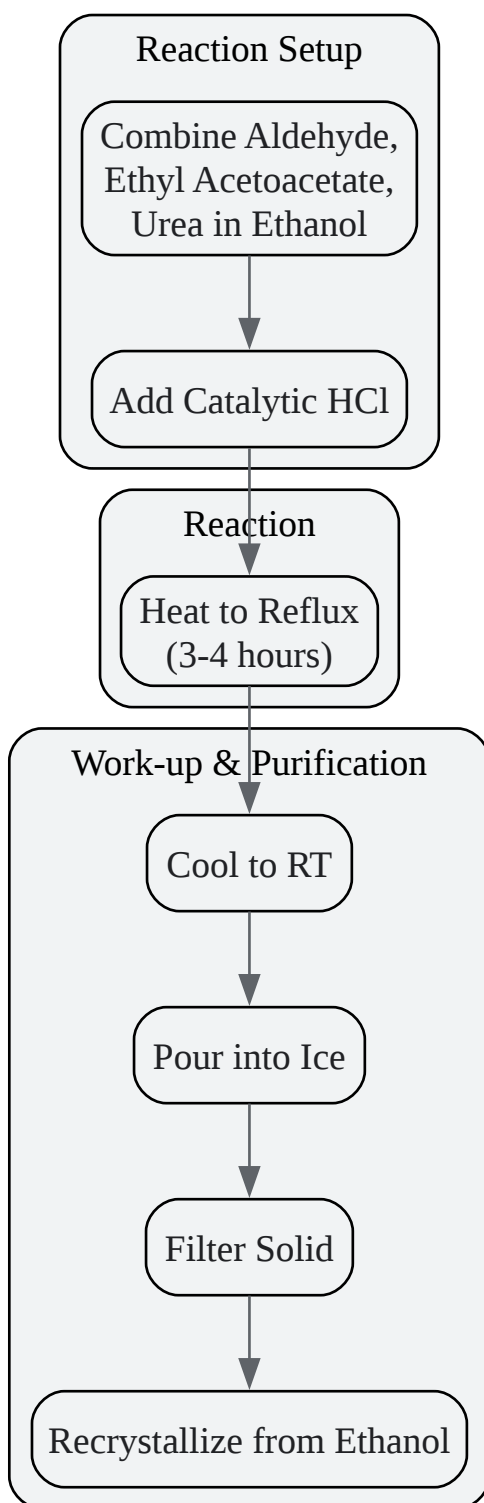 Reaction Setup
Combine Aldehyde,
Ethyl Acetoacetate,
Urea in Ethanol
Add Catalytic HCl
Reaction
Heat to Reflux
(3-4 hours)
Work-up & Purification
Cool to RT
Pour into Ice
Filter Solid
Recrystallize from Ethanol